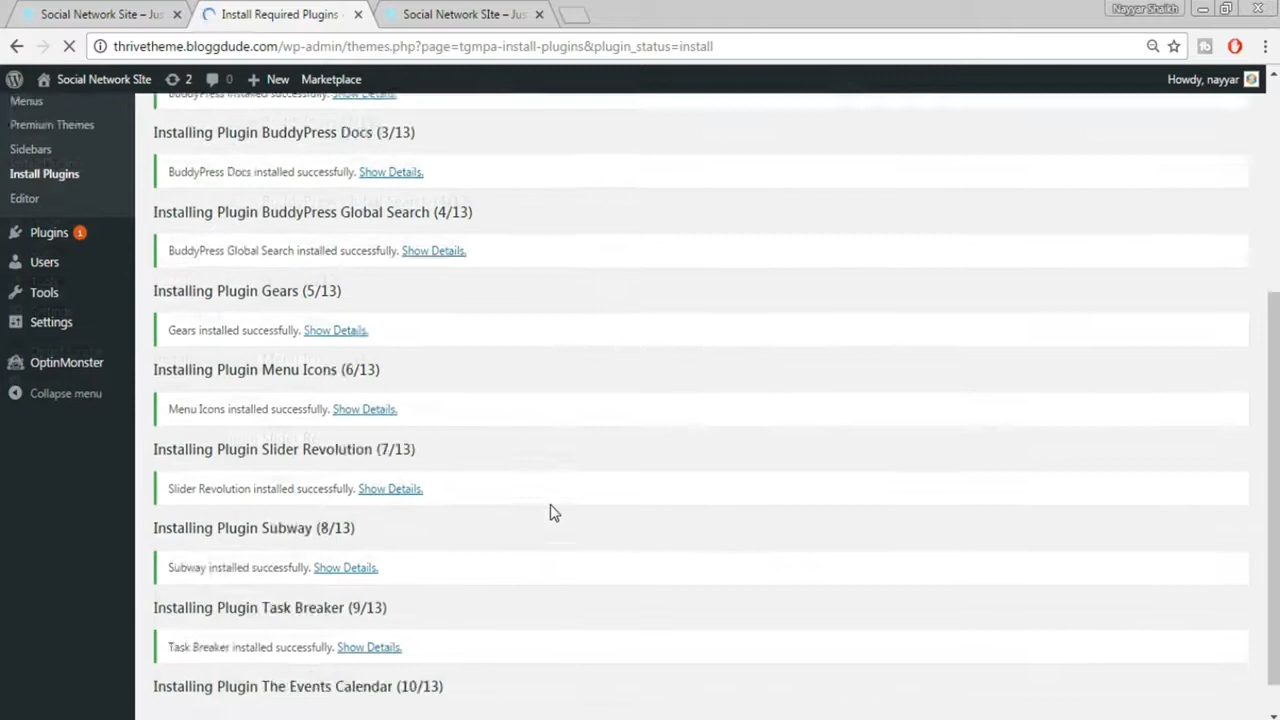 Social Network SIte – Jus
Install Required Plugins
Social Network SIte – Jus
Nayyar Shaikh
thrivetheme.bloggdude.com/wp-admin/themes.php?page=tgmpa-install-plugins&plugin_status=install
Social Network SIte 2 0 New Marketplace Howdy, nayyar
Menus
Premium Themes
Sidebars
Install Plugins
Editor
Plugins 1
Users
Tools
Settings
OptinMonster
Collapse menu
BuddyPress installed successfully. Show Details.
Installing Plugin BuddyPress Docs (3/13)
BuddyPress Docs installed successfully. Show Details.
Installing Plugin BuddyPress Global Search (4/13)
BuddyPress Global Search installed successfully. Show Details.
Installing Plugin Gears (5/13)
Gears installed successfully. Show Details.
Installing Plugin Menu Icons (6/13)
Menu Icons installed successfully. Show Details.
Installing Plugin Slider Revolution (7/13)
Slider Revolution installed successfully. Show Details.
Installing Plugin Subway (8/13)
Subway installed successfully. Show Details.
Installing Plugin Task Breaker (9/13)
Task Breaker installed successfully. Show Details.
Installing Plugin The Events Calendar (10/13)